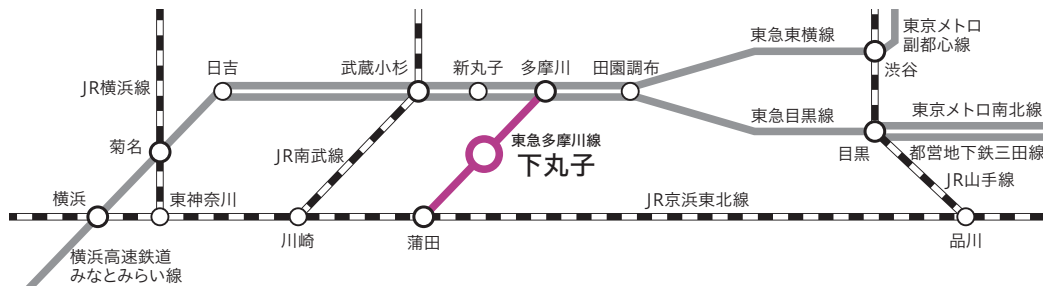 東急東横線
東京メトロ
副都心線
渋谷
日吉
武蔵小杉
新丸子
多摩川
田園調布
JR横浜線
東急目黒線
東京メトロ南北線
菊名
JR南武線
東急多摩川線
下丸子
目黒
都営地下鉄三田線
JR山手線
横浜
東神奈川
JR京浜東北線
川崎
蒲田
品川
横浜高速鉄道
みなとみらい線